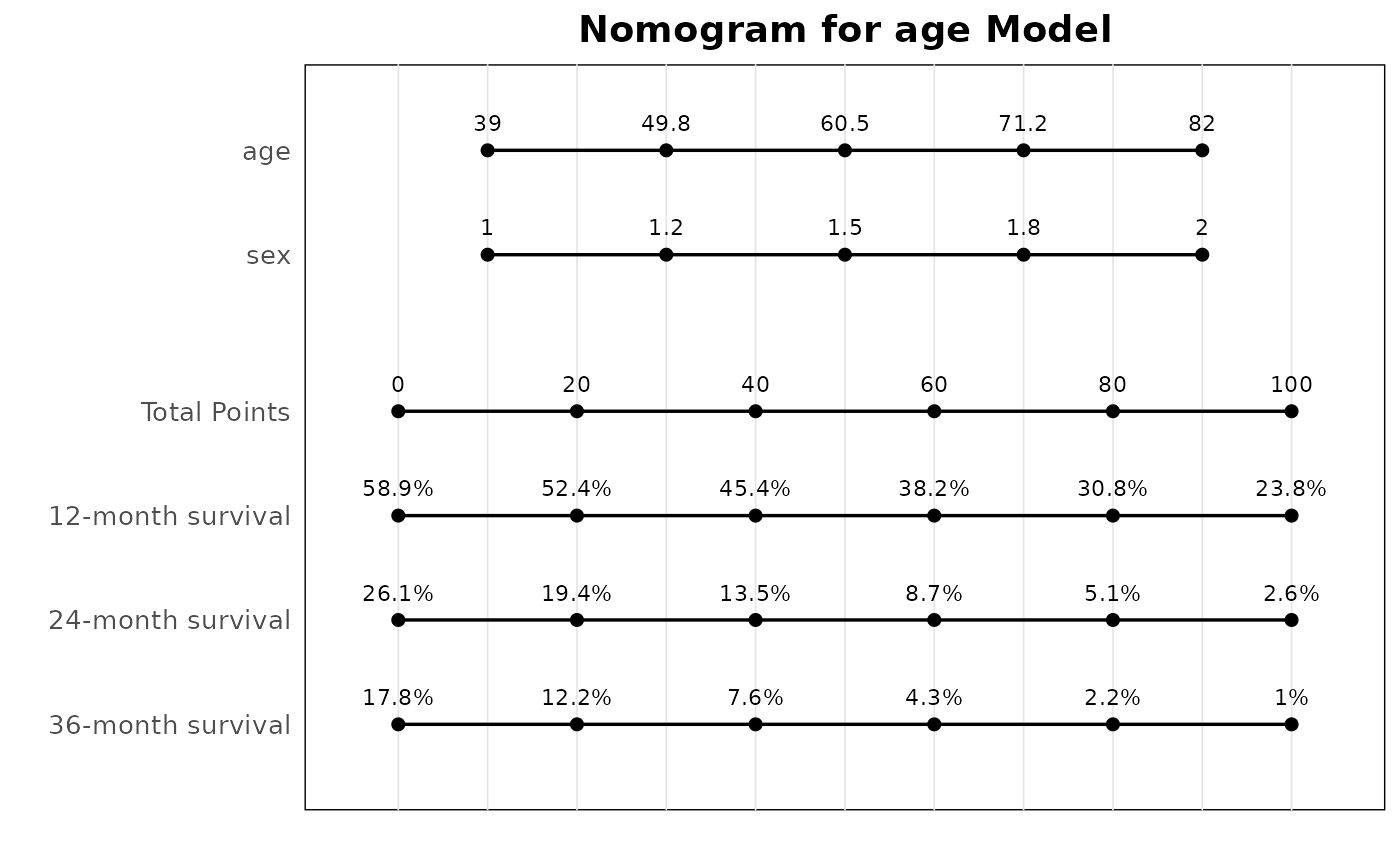 Nomogram for age Model
39 49.8 60.5 71.2 82
age
1 1.2 1.5 1.8 2
sex
0 20 40 60 80 100
Total Points
58.9% 52.4% 45.4% 38.2% 30.8% 23.8%
12-month survival
26.1% 19.4% 13.5% 8.7% 5.1% 2.6%
24-month survival
17.8% 12.2% 7.6% 4.3% 2.2% 1%
36-month survival